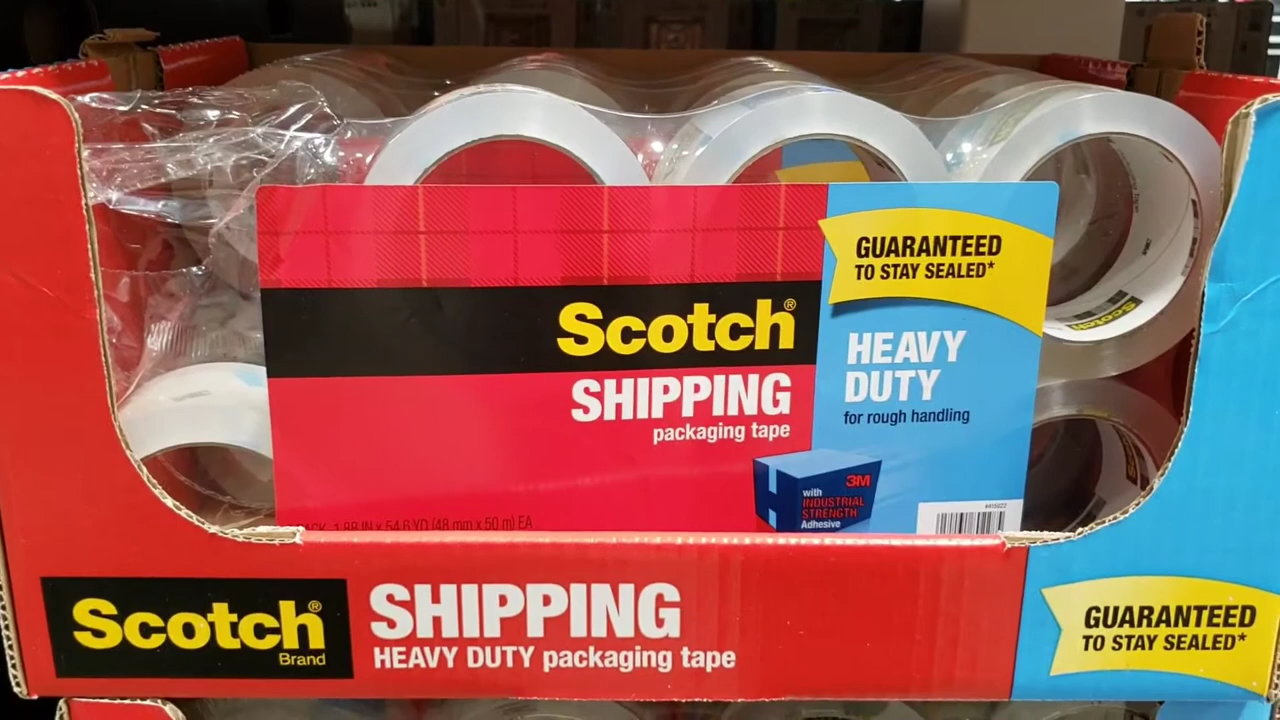 GUARANTEED
TO STAY SEALED*
Scotch®
SHIPPING
packaging tape
HEAVY
DUTY
for rough handling
3M
with
INDUSTRIAL
STRENGTH
Adhesive
PACK 1.88 IN x 54.6 YD (48 mm x 50 m) EA
Scotch
Scotch®
Brand
SHIPPING
HEAVY DUTY packaging tape
GUARANTEED
TO STAY SEALED*